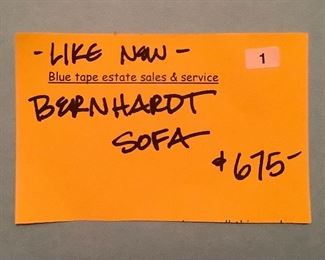 - LIKE NEW -
1
Blue tape estate sales & service
BERNHARDT
SOFA
$675-